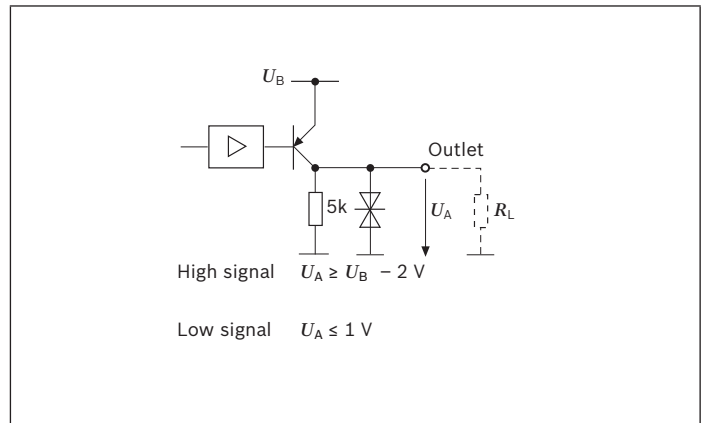 U_B
Outlet
5k
U_A
R_L
High signal U_A ≥ U_B – 2 V
Low signal U_A ≤ 1 V